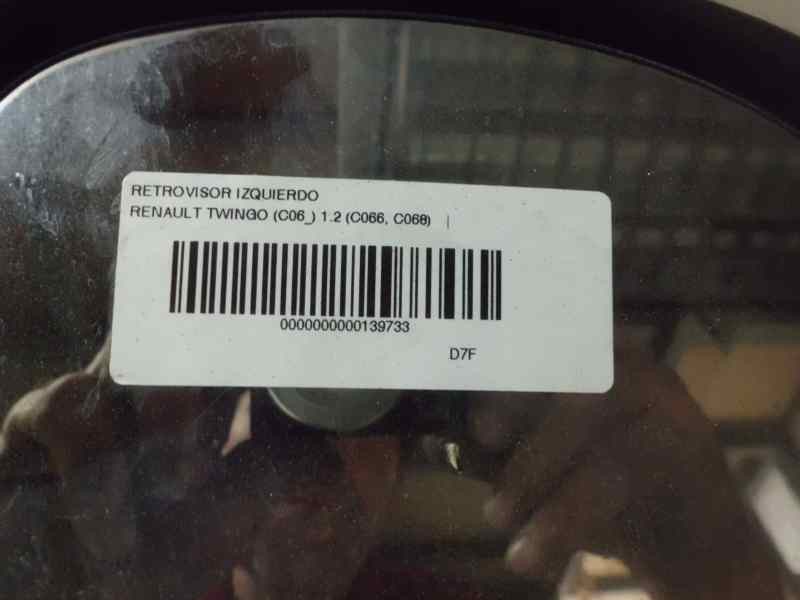 RETROVISOR IZQUIERDO
RENAULT TWINGO (C06_) 1.2 (C066, C068) |
0000000000139733
D7F